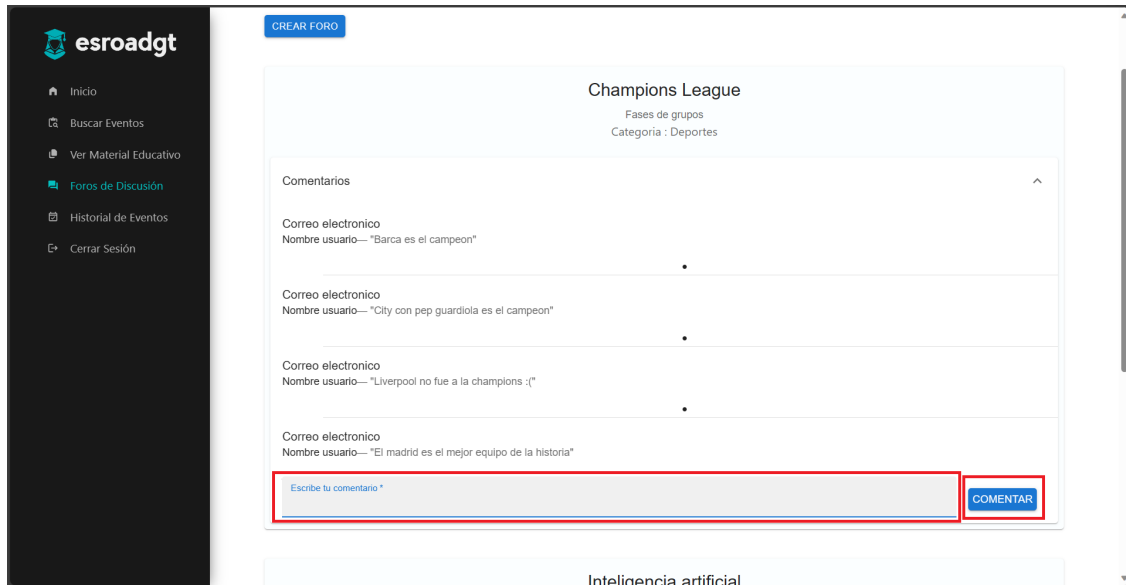 esroadgt
Inicio
Buscar Eventos
Ver Material Educativo
Foros de Discusión
Historial de Eventos
Cerrar Sesión
CREAR FORO
Champions League
Fases de grupos
Categoria : Deportes
Comentarios
Correo electronico
Nombre usuario— "Barca es el campeon"
Correo electronico
Nombre usuario— "City con pep guardiola es el campeon"
Correo electronico
Nombre usuario— "Liverpool no fue a la champions :("
Correo electronico
Nombre usuario— "El madrid es el mejor equipo de la historia"
Escribe tu comentario *
COMENTAR
Inteligencia artificial